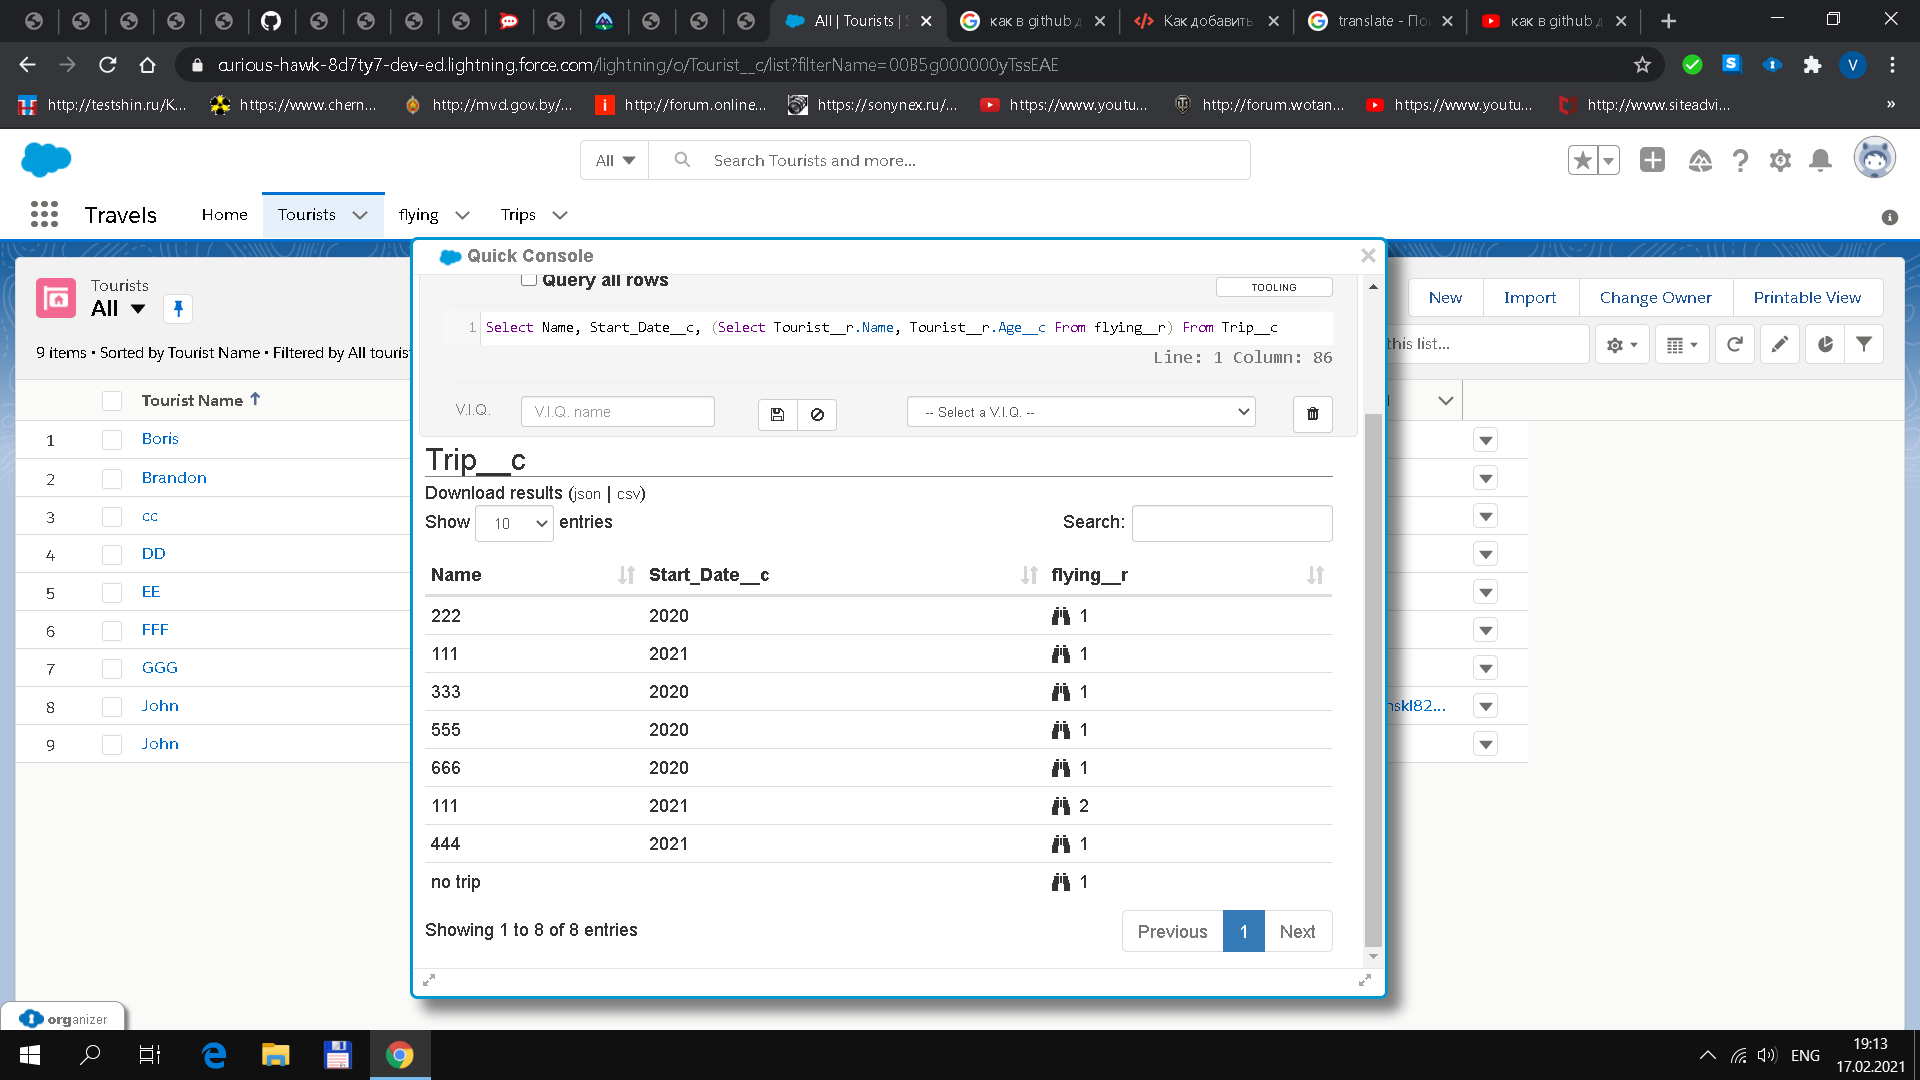 All | Tourists | S
как в github д
Как добавить
translate - По
как в github д
curious-hawk-8d7ty7-dev-ed.lightning.force.com/lightning/o/Tourist__c/list?filterName=00B5g000000yTssEAE
V
http://testshin.ru/K...
https://www.chern...
http://mvd.gov.by/...
http://forum.online...
https://sonynex.ru/...
https://www.youtu...
http://forum.wotan...
https://www.youtu...
http://www.siteadvi...
»
All
Search Tourists and more...
Travels
Home
Tourists
flying
Trips
Quick Console
Tourists
All
9 items • Sorted by Tourist Name • Filtered by All tourist
New
Import
Change Owner
Printable View
this list...
Query all rows
TOOLING
1 Select Name, Start_Date__c, (Select Tourist__r.Name, Tourist__r.Age__c From flying__r) From Trip__c
Line: 1 Column: 86
V.I.Q.
V.I.Q. name
-- Select a V.I.Q. --
Tourist Name
1 Boris
2 Brandon
3 cc
4 DD
5 EE
6 FFF
7 GGG
8 John
nskl82...
9 John
Trip__c
Download results (json | csv)
Show 10 entries
Search:
Name Start_Date__c flying__r
222 2020 1
111 2021 1
333 2020 1
555 2020 1
666 2020 1
111 2021 2
444 2021 1
no trip 1
Showing 1 to 8 of 8 entries
Previous 1 Next
organizer
ENG
19:13
17.02.2021